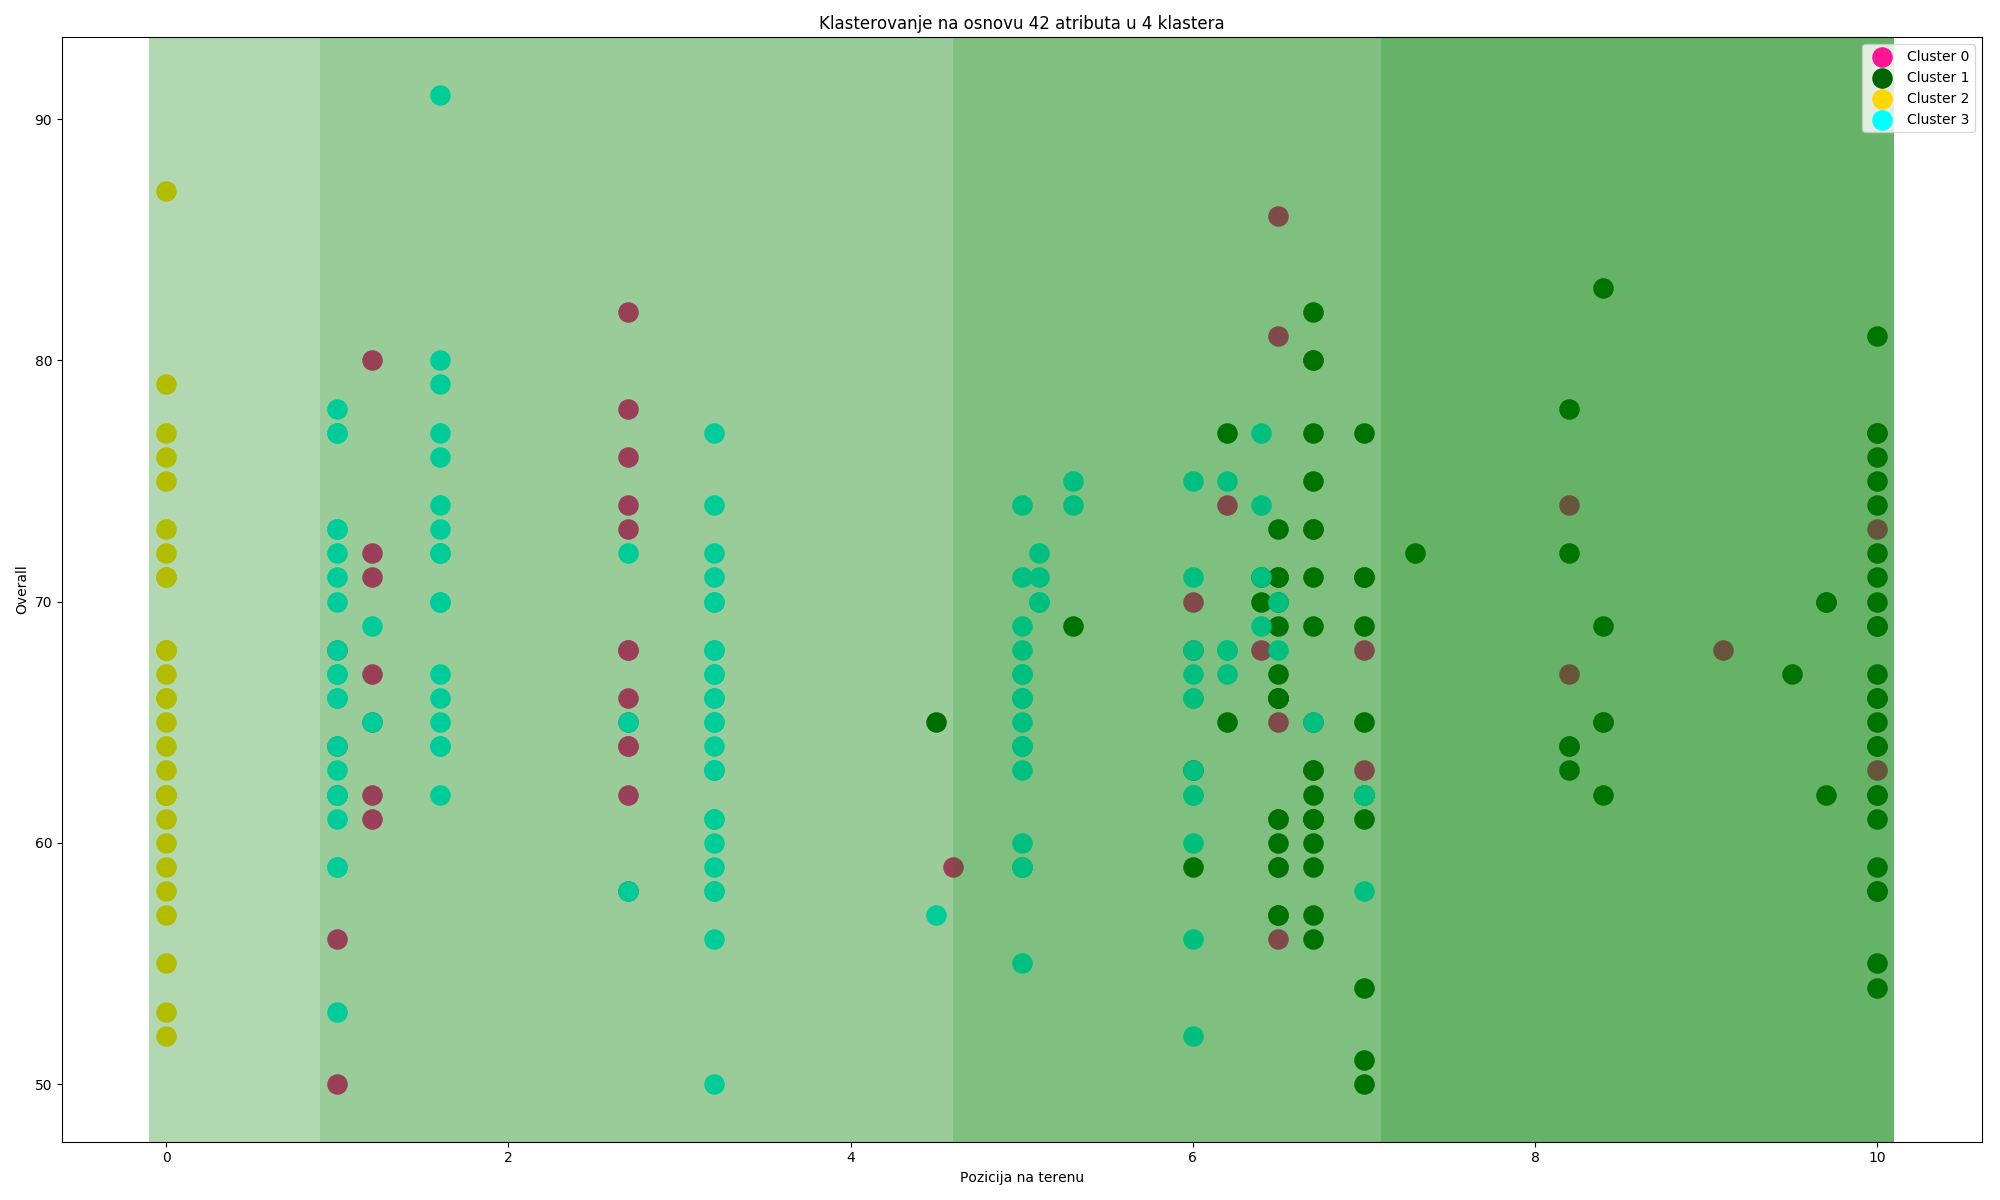 Klasterovanje na osnovu 42 atributa u 4 klastera
Cluster 0
Cluster 1
Cluster 2
Cluster 3
90
80
70
60
50
Overall
0 2 4 6 8 10
Pozicija na terenu